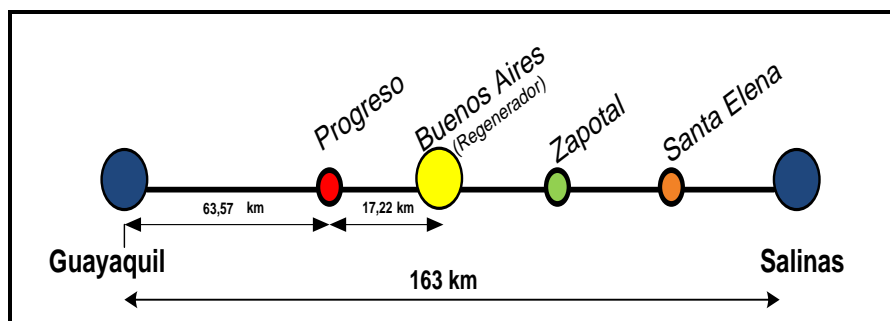 Progreso
Buenos Aires
(Regenerador)
Zapotal
Santa Elena
63,57 km
17,22 km
Guayaquil
Salinas
163 km